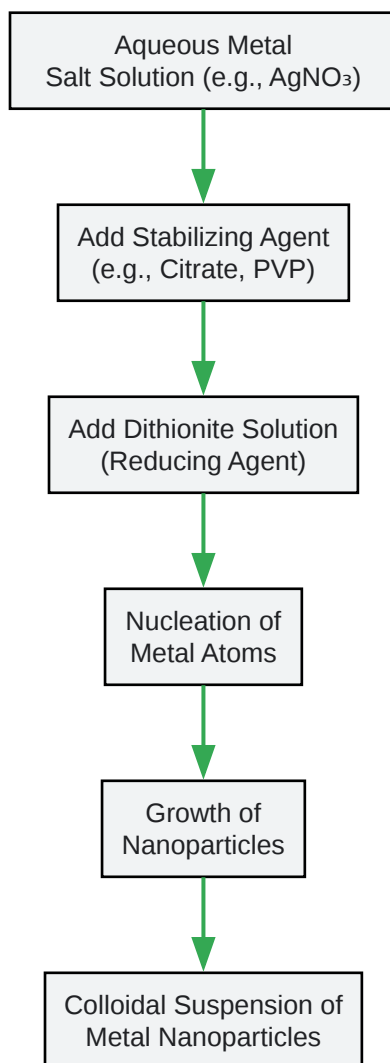 Aqueous Metal
Salt Solution (e.g., AgNO₃)
Add Stabilizing Agent
(e.g., Citrate, PVP)
Add Dithionite Solution
(Reducing Agent)
Nucleation of
Metal Atoms
Growth of
Nanoparticles
Colloidal Suspension of
Metal Nanoparticles